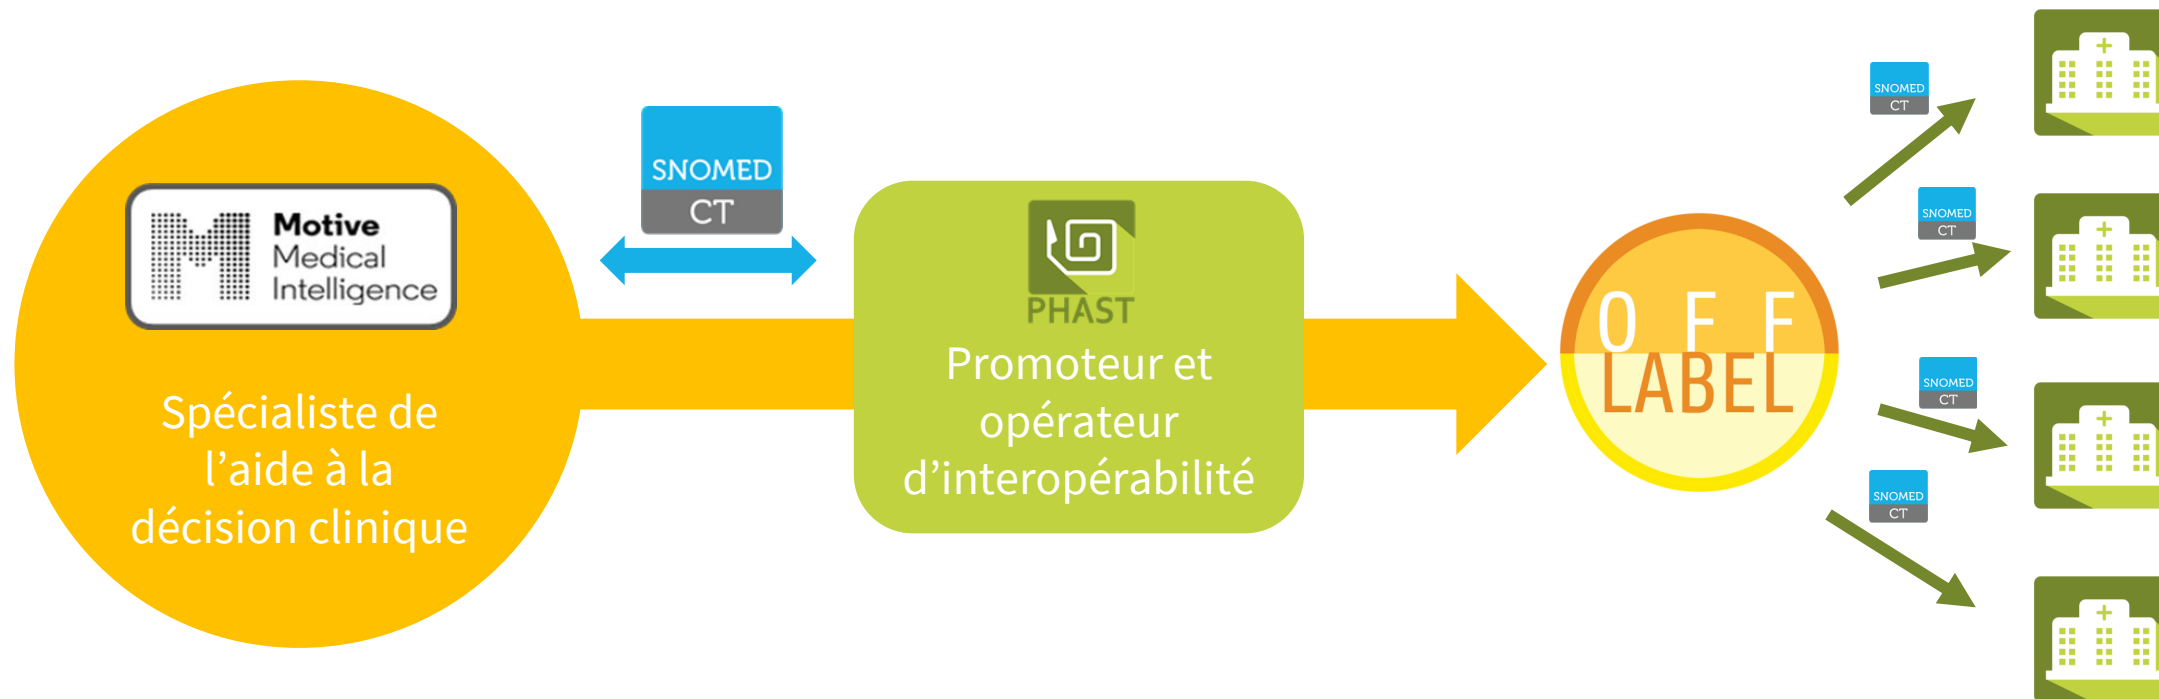 Motive
Medical
Intelligence
Spécialiste de
l’aide à la
décision clinique
SNOMED
CT
PHAST
Promoteur et
opérateur
d’interopérabilité
OFF
LABEL
SNOMED
CT
SNOMED
CT
SNOMED
CT
SNOMED
CT